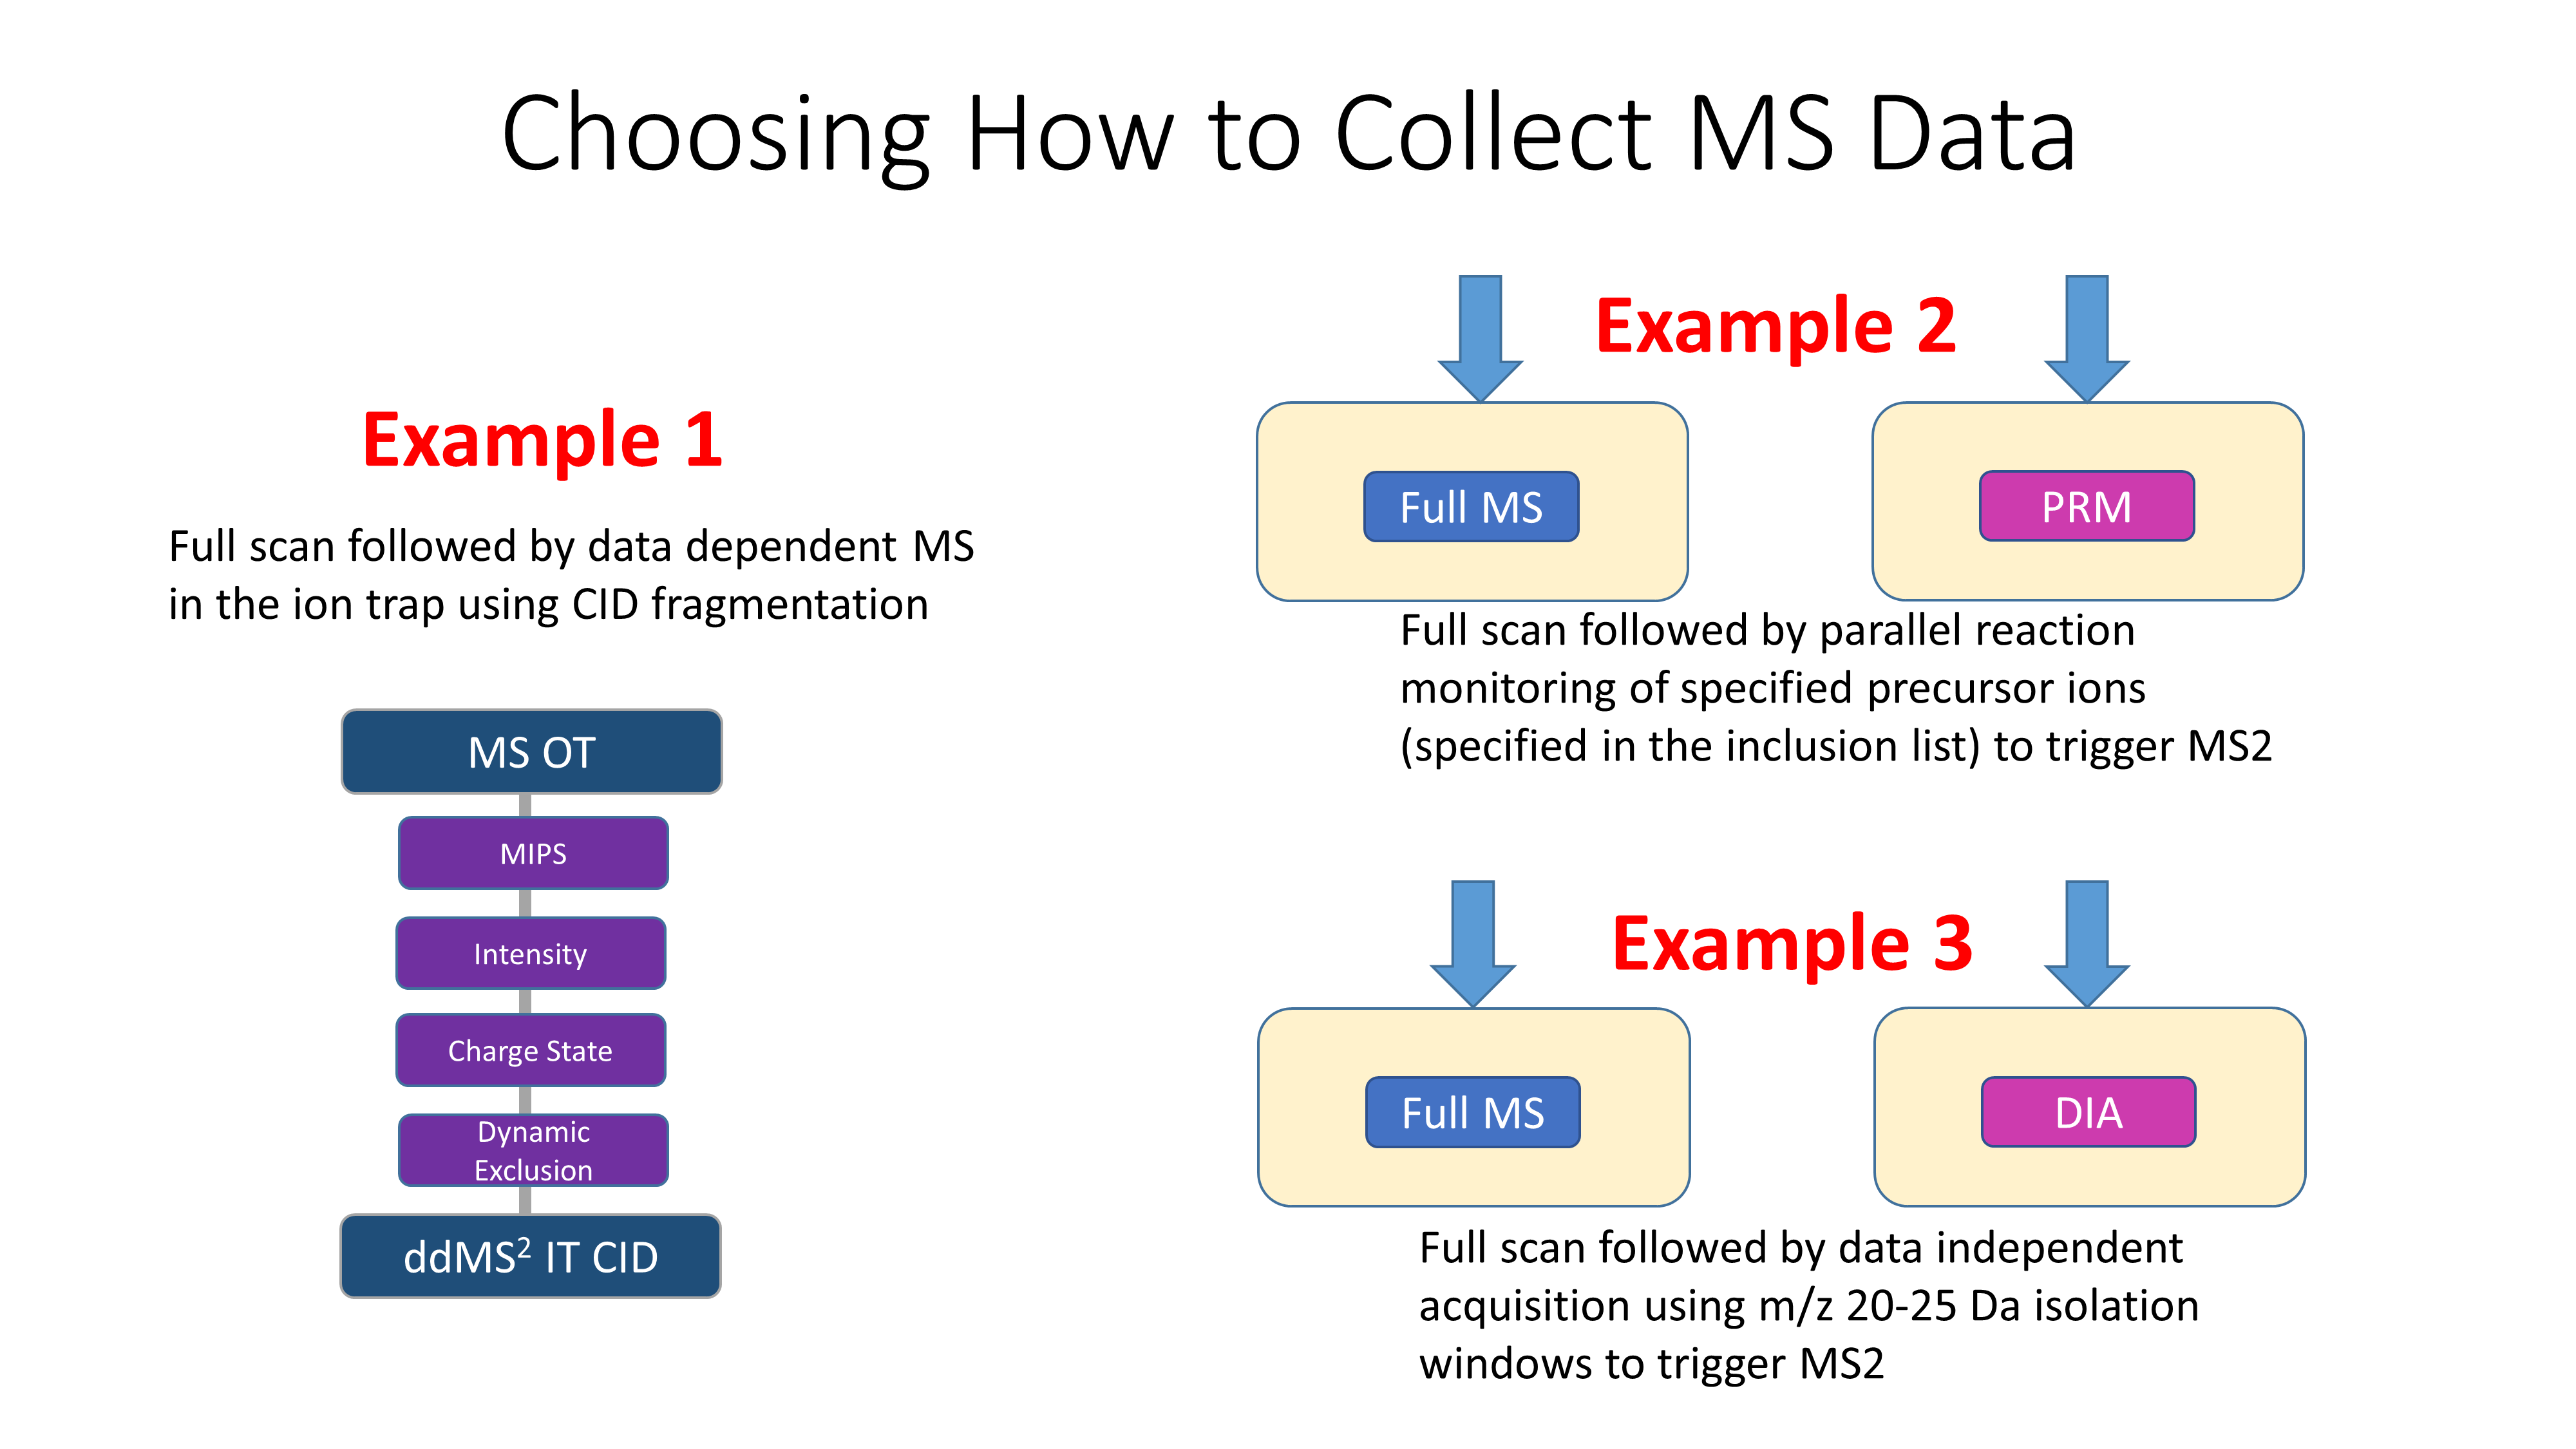 Choosing How to Collect MS Data
Example 1
Full scan followed by data dependent MS
in the ion trap using CID fragmentation
MS OT
MIPS
Intensity
Charge State
Dynamic
Exclusion
ddMS² IT CID
Example 2
Full MS
PRM
Full scan followed by parallel reaction
monitoring of specified precursor ions
(specified in the inclusion list) to trigger MS2
Example 3
Full MS
DIA
Full scan followed by data independent
acquisition using m/z 20-25 Da isolation
windows to trigger MS2